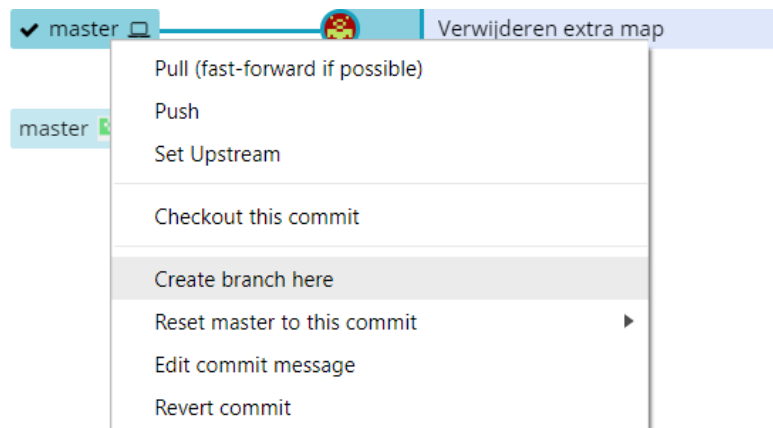 master
Verwijderen extra map
Pull (fast-forward if possible)
Push
master
Set Upstream
Checkout this commit
Create branch here
Reset master to this commit
Edit commit message
Revert commit